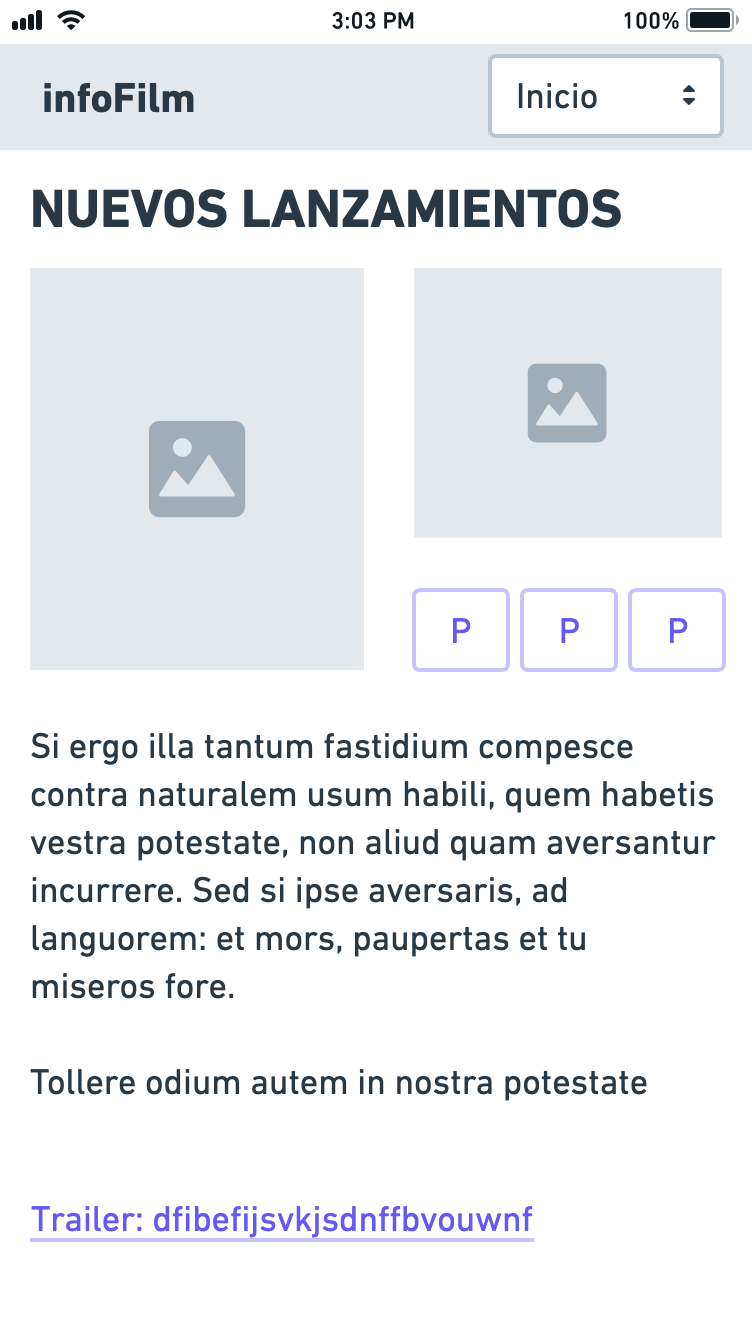 3:03 PM
100%
infoFilm
Inicio
NUEVOS LANZAMIENTOS
P P P
Si ergo illa tantum fastidium compesce
contra naturalem usum habili, quem habetis
vestra potestate, non aliud quam aversantur
incurrere. Sed si ipse aversaris, ad
languorem: et mors, paupertas et tu
miseros fore.
Tollere odium autem in nostra potestate
Trailer: dfibefijsvkjsdnffbvouwnf